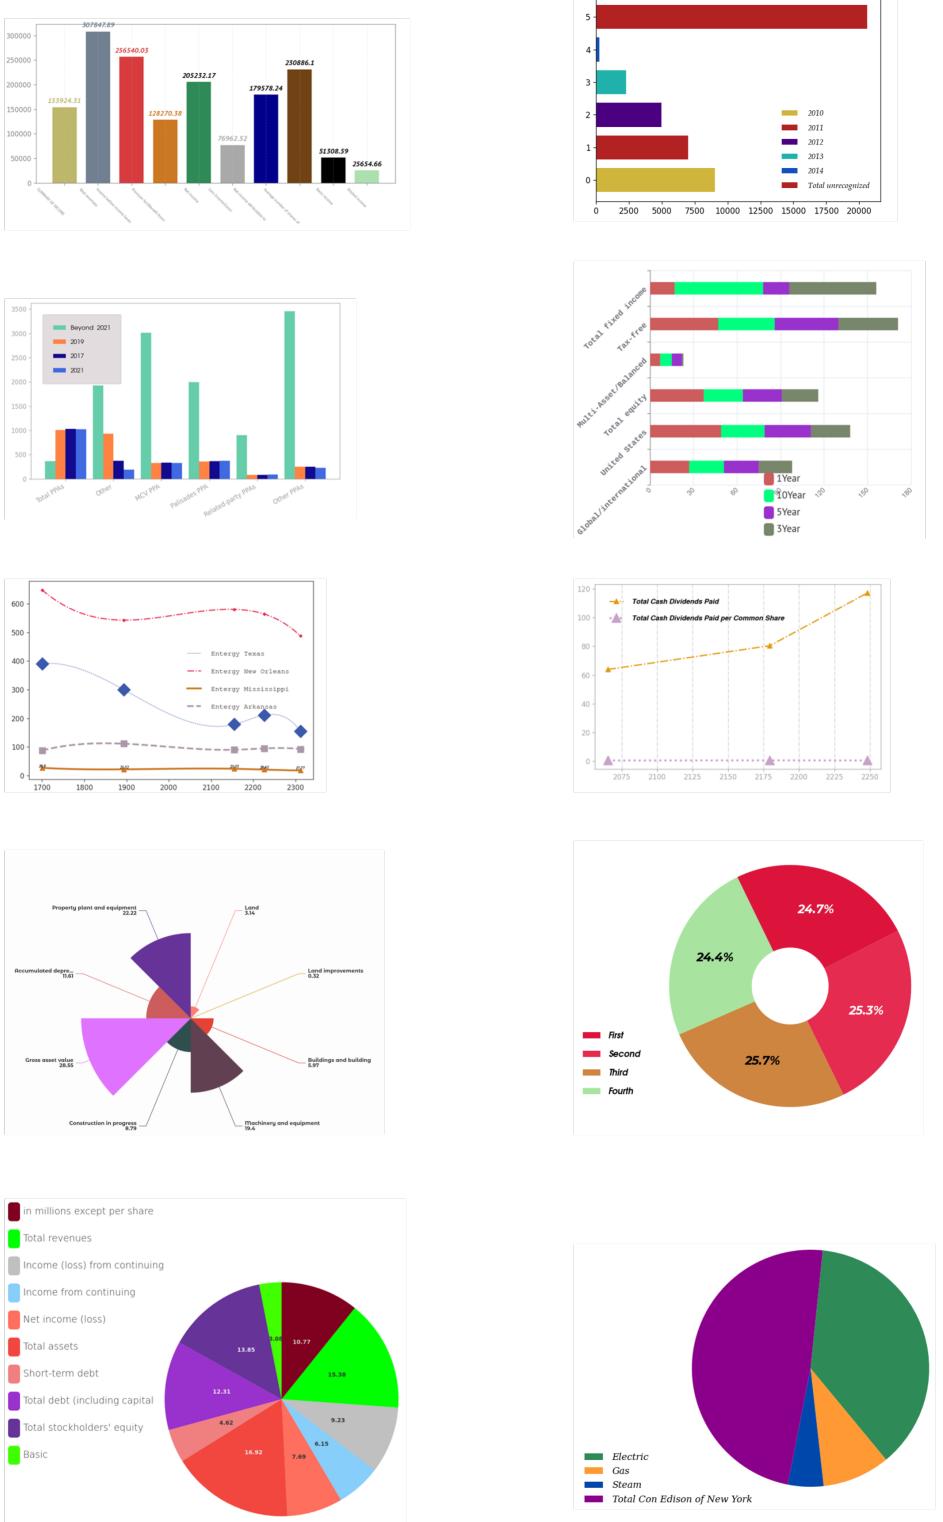 307847.89
256540.03
230886.1
205232.17
179578.24
153924.31
128270.38
76962.52
51308.59
25654.66
300000
250000
200000
150000
100000
50000
0
5
4
3
2
1
0
2010
2011
2012
2013
2014
Total unrecognized
0 2500 5000 7500 10000 12500 15000 17500 20000
3500
3000
2500
2000
1500
1000
500
0
Beyond 2021
2019
2017
2021
Total PPAs
Other
MCV PPA
Palisades PPA
Related-party PPAs
Other PPAs
Total fixed income
Tax-free
Multi-Asset/Balanced
Total equity
United States
Global/international
0 30 60 90 120 150 180
1Year
10Year
5Year
3Year
600
500
400
300
200
100
0
Entergy Texas
Entergy New Orleans
Entergy Mississippi
Entergy Arkansas
1700 1800 1900 2000 2100 2200 2300
120
100
80
60
40
20
0
Total Cash Dividends Paid
Total Cash Dividends Paid per Common Share
2075 2100 2125 2150 2175 2200 2225 2250
Property plant and equipment
22.22
Land
3.14
Accumulated depre...
11.61
Land improvements
0.32
Gross asset value
28.55
Buildings and building
5.97
Construction in progress
8.79
Machinery and equipment
19.4
24.7%
24.4%
25.3%
25.7%
First
Second
Third
Fourth
in millions except per share
Total revenues
Income (loss) from continuing
Income from continuing
Net income (loss)
Total assets
Short-term debt
Total debt (including capital
Total stockholders' equity
Basic
3.08
10.77
13.85
15.38
12.31
9.23
4.62
6.15
16.92
7.69
Electric
Gas
Steam
Total Con Edison of New York